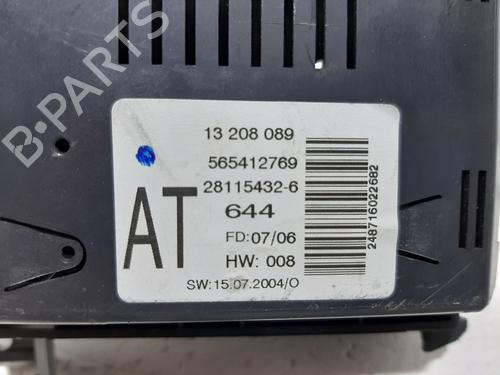 B-PARTS
13 208 089
565412769
28115432-6
AT
644
FD: 07/06
HW: 008
SW: 15.07.2004/O
248716022682